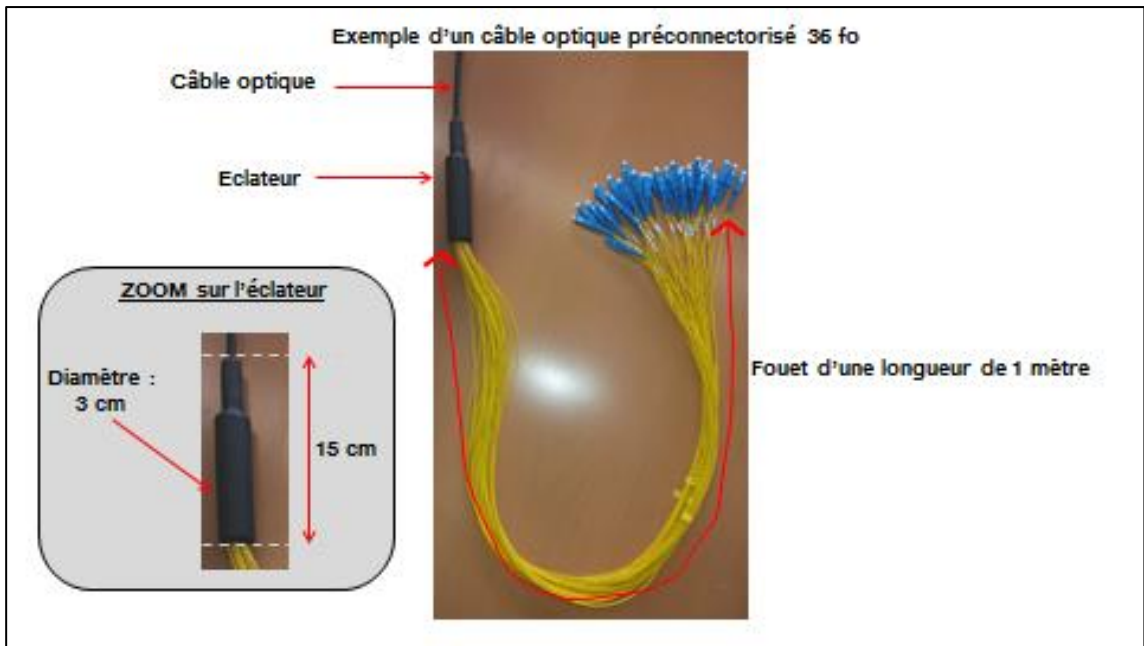 Exemple d'un câble optique préconnectorisé 36 fo
Câble optique
Eclateur
ZOOM sur l'éclateur
Diamètre :
3 cm
15 cm
Fouet d'une longueur de 1 mètre